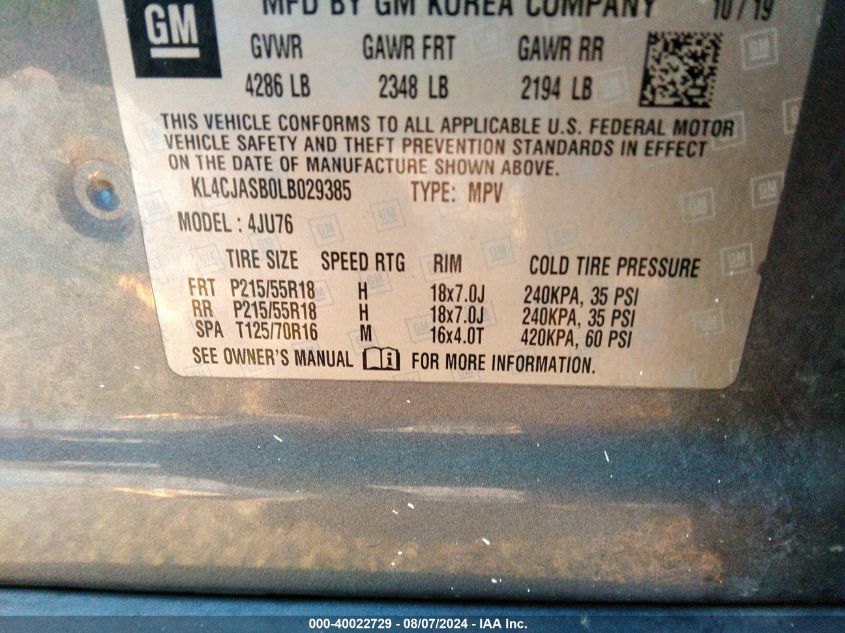 GM
MFD BY GM KOREA COMPANY 10/19
GVWR GAWR FRT GAWR RR
4286 LB 2348 LB 2194 LB
THIS VEHICLE CONFORMS TO ALL APPLICABLE U.S. FEDERAL MOTOR
VEHICLE SAFETY AND THEFT PREVENTION STANDARDS IN EFFECT
ON THE DATE OF MANUFACTURE SHOWN ABOVE.
KL4CJASB0LB029385 TYPE: MPV
MODEL : 4JU76
TIRE SIZE SPEED RTG RIM COLD TIRE PRESSURE
FRT P215/55R18 H 18x7.0J 240KPA, 35 PSI
RR P215/55R18 H 18x7.0J 240KPA, 35 PSI
SPA T125/70R16 M 16x4.0T 420KPA, 60 PSI
SEE OWNER'S MANUAL i FOR MORE INFORMATION.
000-40022729 - 08/07/2024 - IAA Inc.